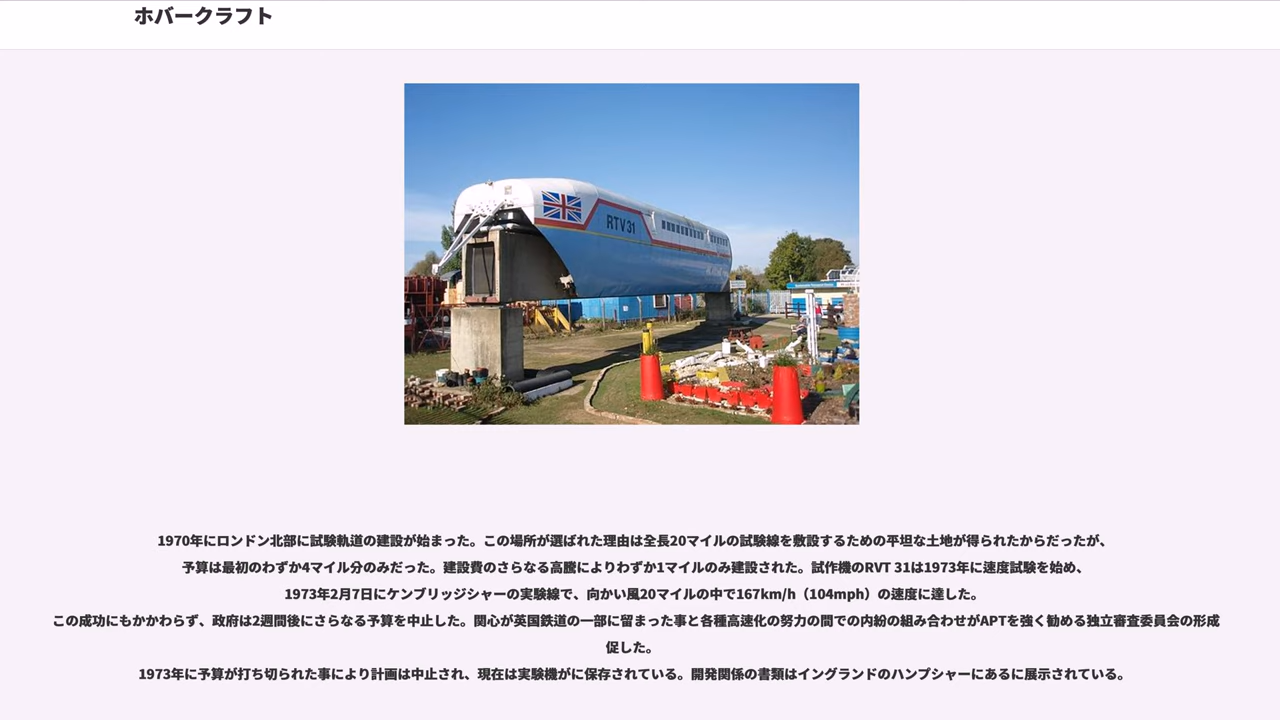 ホバークラフト
RTV 31
1970年にロンドン北部に試験軌道の建設が始まった。この場所が選ばれた理由は全長20マイルの試験線を敷設するための平坦な土地が得られたからだったが、
予算は最初のわずか4マイル分のみだった。建設費のさらなる高騰によりわずか1マイルのみ建設された。試作機のRVT 31は1973年に速度試験を始め、
1973年2月7日にケンブリッジシャーの実験線で、向かい風20マイルの中で167km/h（104mph）の速度に達した。
この成功にもかかわらず、政府は2週間後にさらなる予算を中止した。関心が英国鉄道の一部に留まった事と各種高速化の努力の間での内紛の組み合わせがAPTを強く勧める独立審査委員会の形成
促した。
1973年に予算が打ち切られた事により計画は中止され、現在は実験機がに保存されている。開発関係の書類はイングランドのハンプシャーにあるに展示されている。